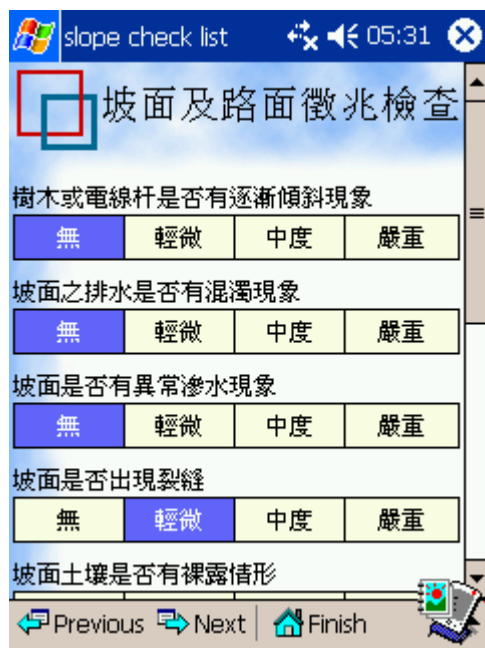 slope check list 05:31
坡面及路面徵兆檢查
樹木或電線杆是否有逐漸傾斜現象
無 輕微 中度 嚴重
坡面之排水是否有混濁現象
無 輕微 中度 嚴重
坡面是否有異常滲水現象
無 輕微 中度 嚴重
坡面是否出現裂縫
無 輕微 中度 嚴重
坡面土壤是否有裸露情形
Previous Next Finish